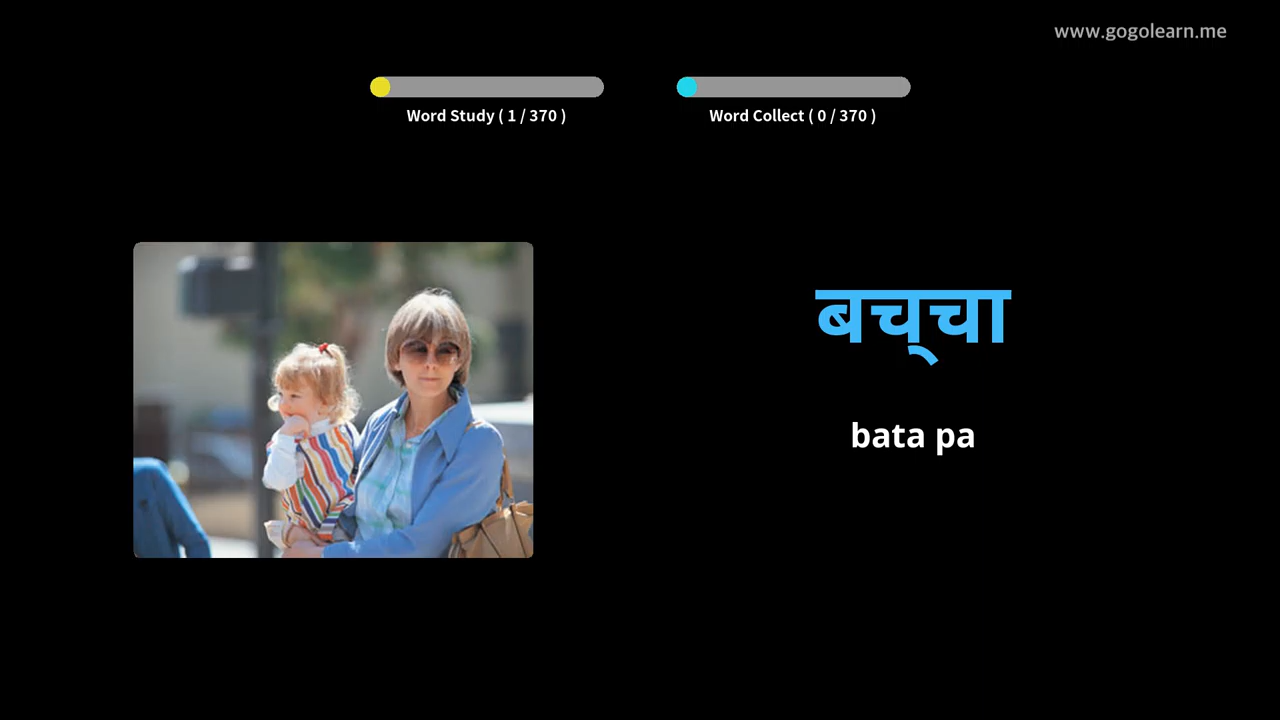 www.gogolearn.me
Word Study ( 1 / 370 )
Word Collect ( 0 / 370 )
बच्चा
bata pa